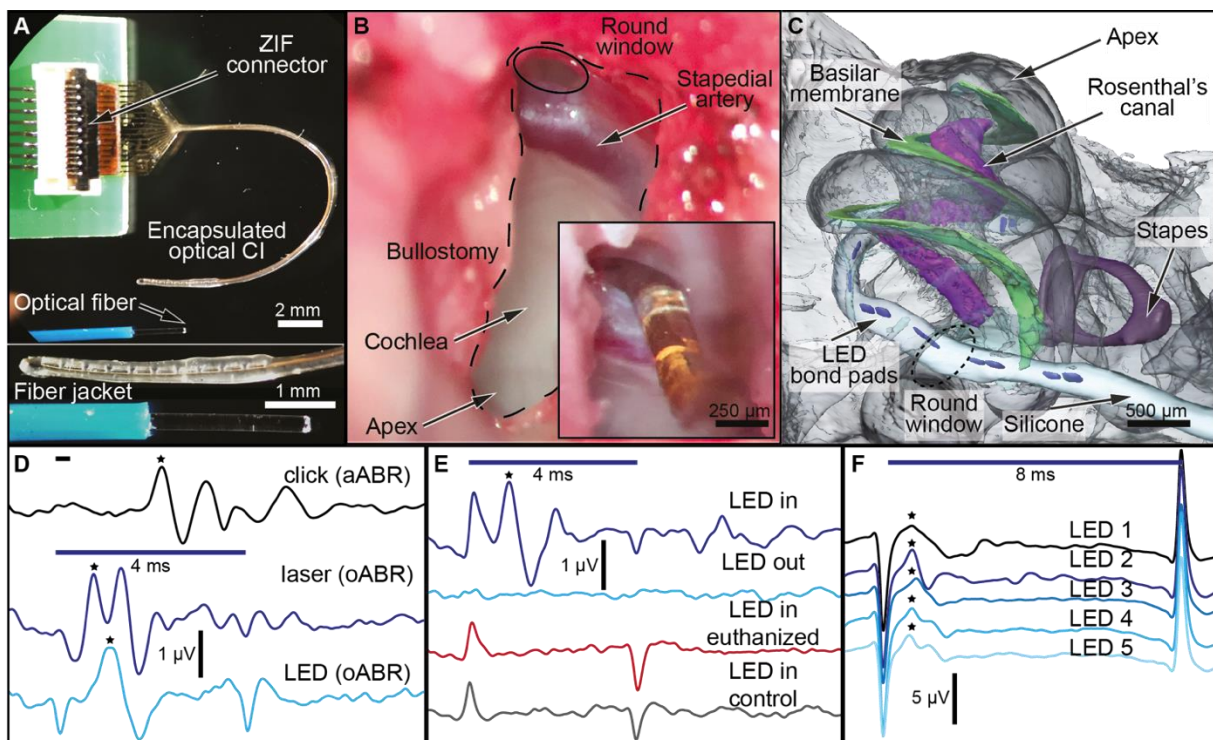 A
ZIF
connector
Encapsulated
optical CI
Optical fiber
2 mm
Fiber jacket
1 mm
B
Round
window
Stapedial
artery
Bullostomy
Cochlea
Apex
250 µm
C
Apex
Basilar
membrane
Rosenthal's
canal
Stapes
LED
bond pads
Round
window
Silicone
500 µm
D
click (aABR)
4 ms
laser (oABR)
1 µV
LED (oABR)
E
4 ms
LED in
1 µV
LED out
LED in
euthanized
LED in
control
F
8 ms
LED 1
LED 2
LED 3
LED 4
LED 5
5 µV